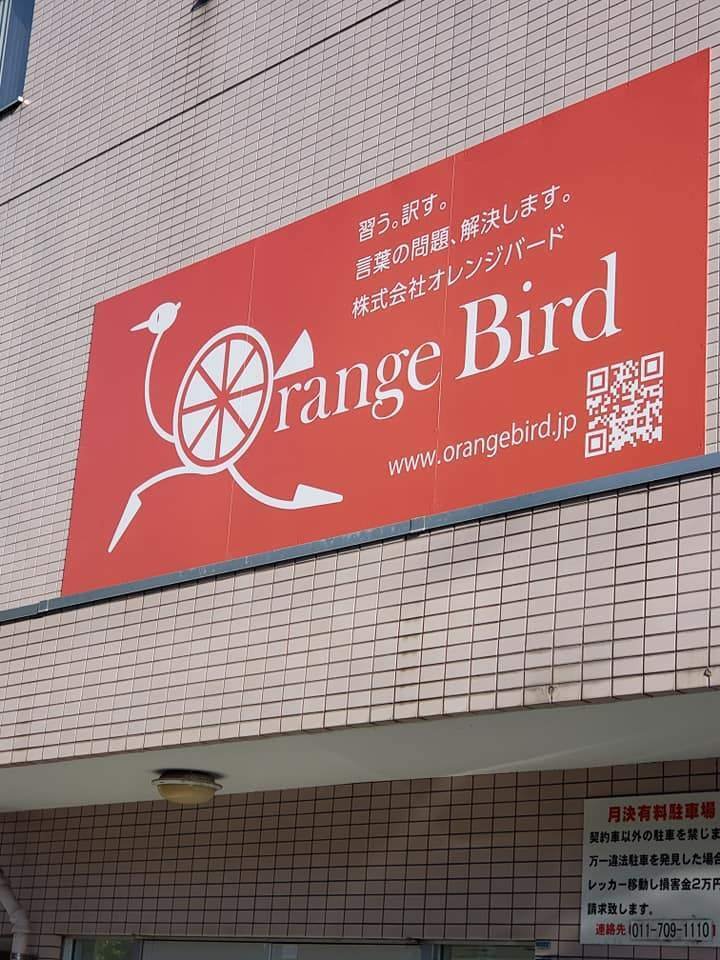 習う。訳す。
言葉の問題、解決します。
株式会社オレンジバード
Orange Bird
www.orangebird.jp
月決有料駐車場
契約車以外の駐車を禁じま
万一違法駐車を発見した場合
レッカー移動し損害金2万円
請求致します。
連絡先 011-709-1110